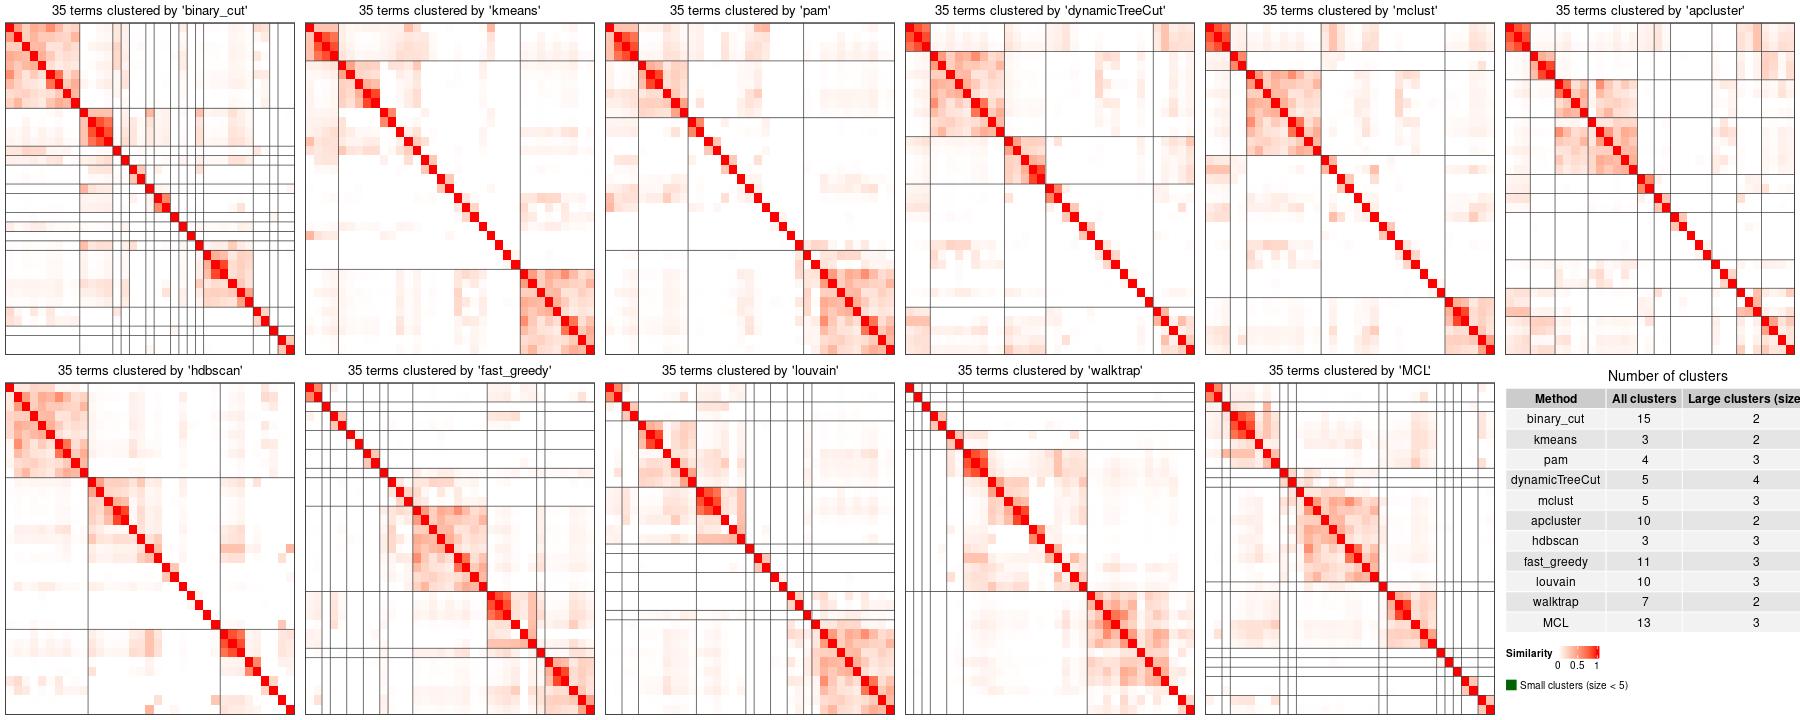 35 terms clustered by 'binary_cut'
35 terms clustered by 'kmeans'
35 terms clustered by 'pam'
35 terms clustered by 'dynamicTreeCut'
35 terms clustered by 'mclust'
35 terms clustered by 'apcluster'
35 terms clustered by 'hdbscan'
35 terms clustered by 'fast_greedy'
35 terms clustered by 'louvain'
35 terms clustered by 'walktrap'
35 terms clustered by 'MCL'
Number of clusters
Method All clusters Large clusters (size
binary_cut 15 2
kmeans 3 2
pam 4 3
dynamicTreeCut 5 4
mclust 5 3
apcluster 10 2
hdbscan 3 3
fast_greedy 11 3
louvain 10 3
walktrap 7 2
MCL 13 3
Similarity
0 0.5 1
Small clusters (size < 5)